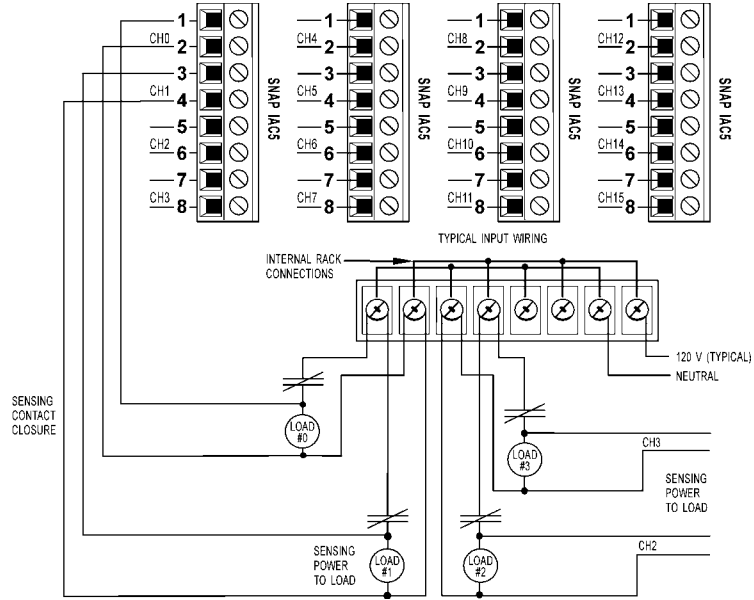 1
CH0
2
3
CH1
4
5
CH2
6
7
CH3
8
SNAP IAC5
1
CH4
2
3
CH5
4
5
CH6
6
7
CH7
8
SNAP IAC5
1
CH8
2
3
CH9
4
5
CH10
6
7
CH11
8
SNAP IAC5
1
CH12
2
3
CH13
4
5
CH14
6
7
CH15
8
SNAP IAC5
TYPICAL INPUT WIRING
INTERNAL RACK
CONNECTIONS
120 V (TYPICAL)
NEUTRAL
SENSING
CONTACT
CLOSURE
LOAD
#0
LOAD
#3
CH3
SENSING
POWER
TO LOAD
SENSING
POWER
TO LOAD
LOAD
#1
LOAD
#2
CH2